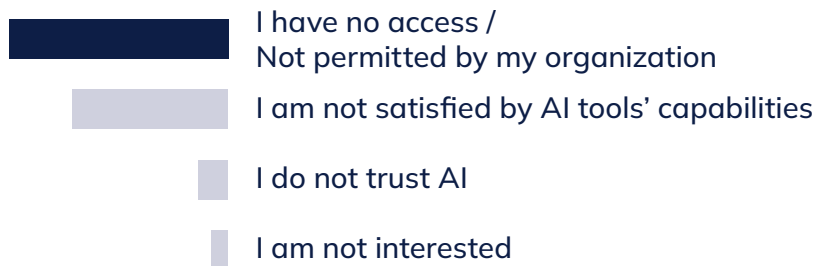 I have no access /
Not permitted by my organization
I am not satisfied by AI tools’ capabilities
I do not trust AI
I am not interested